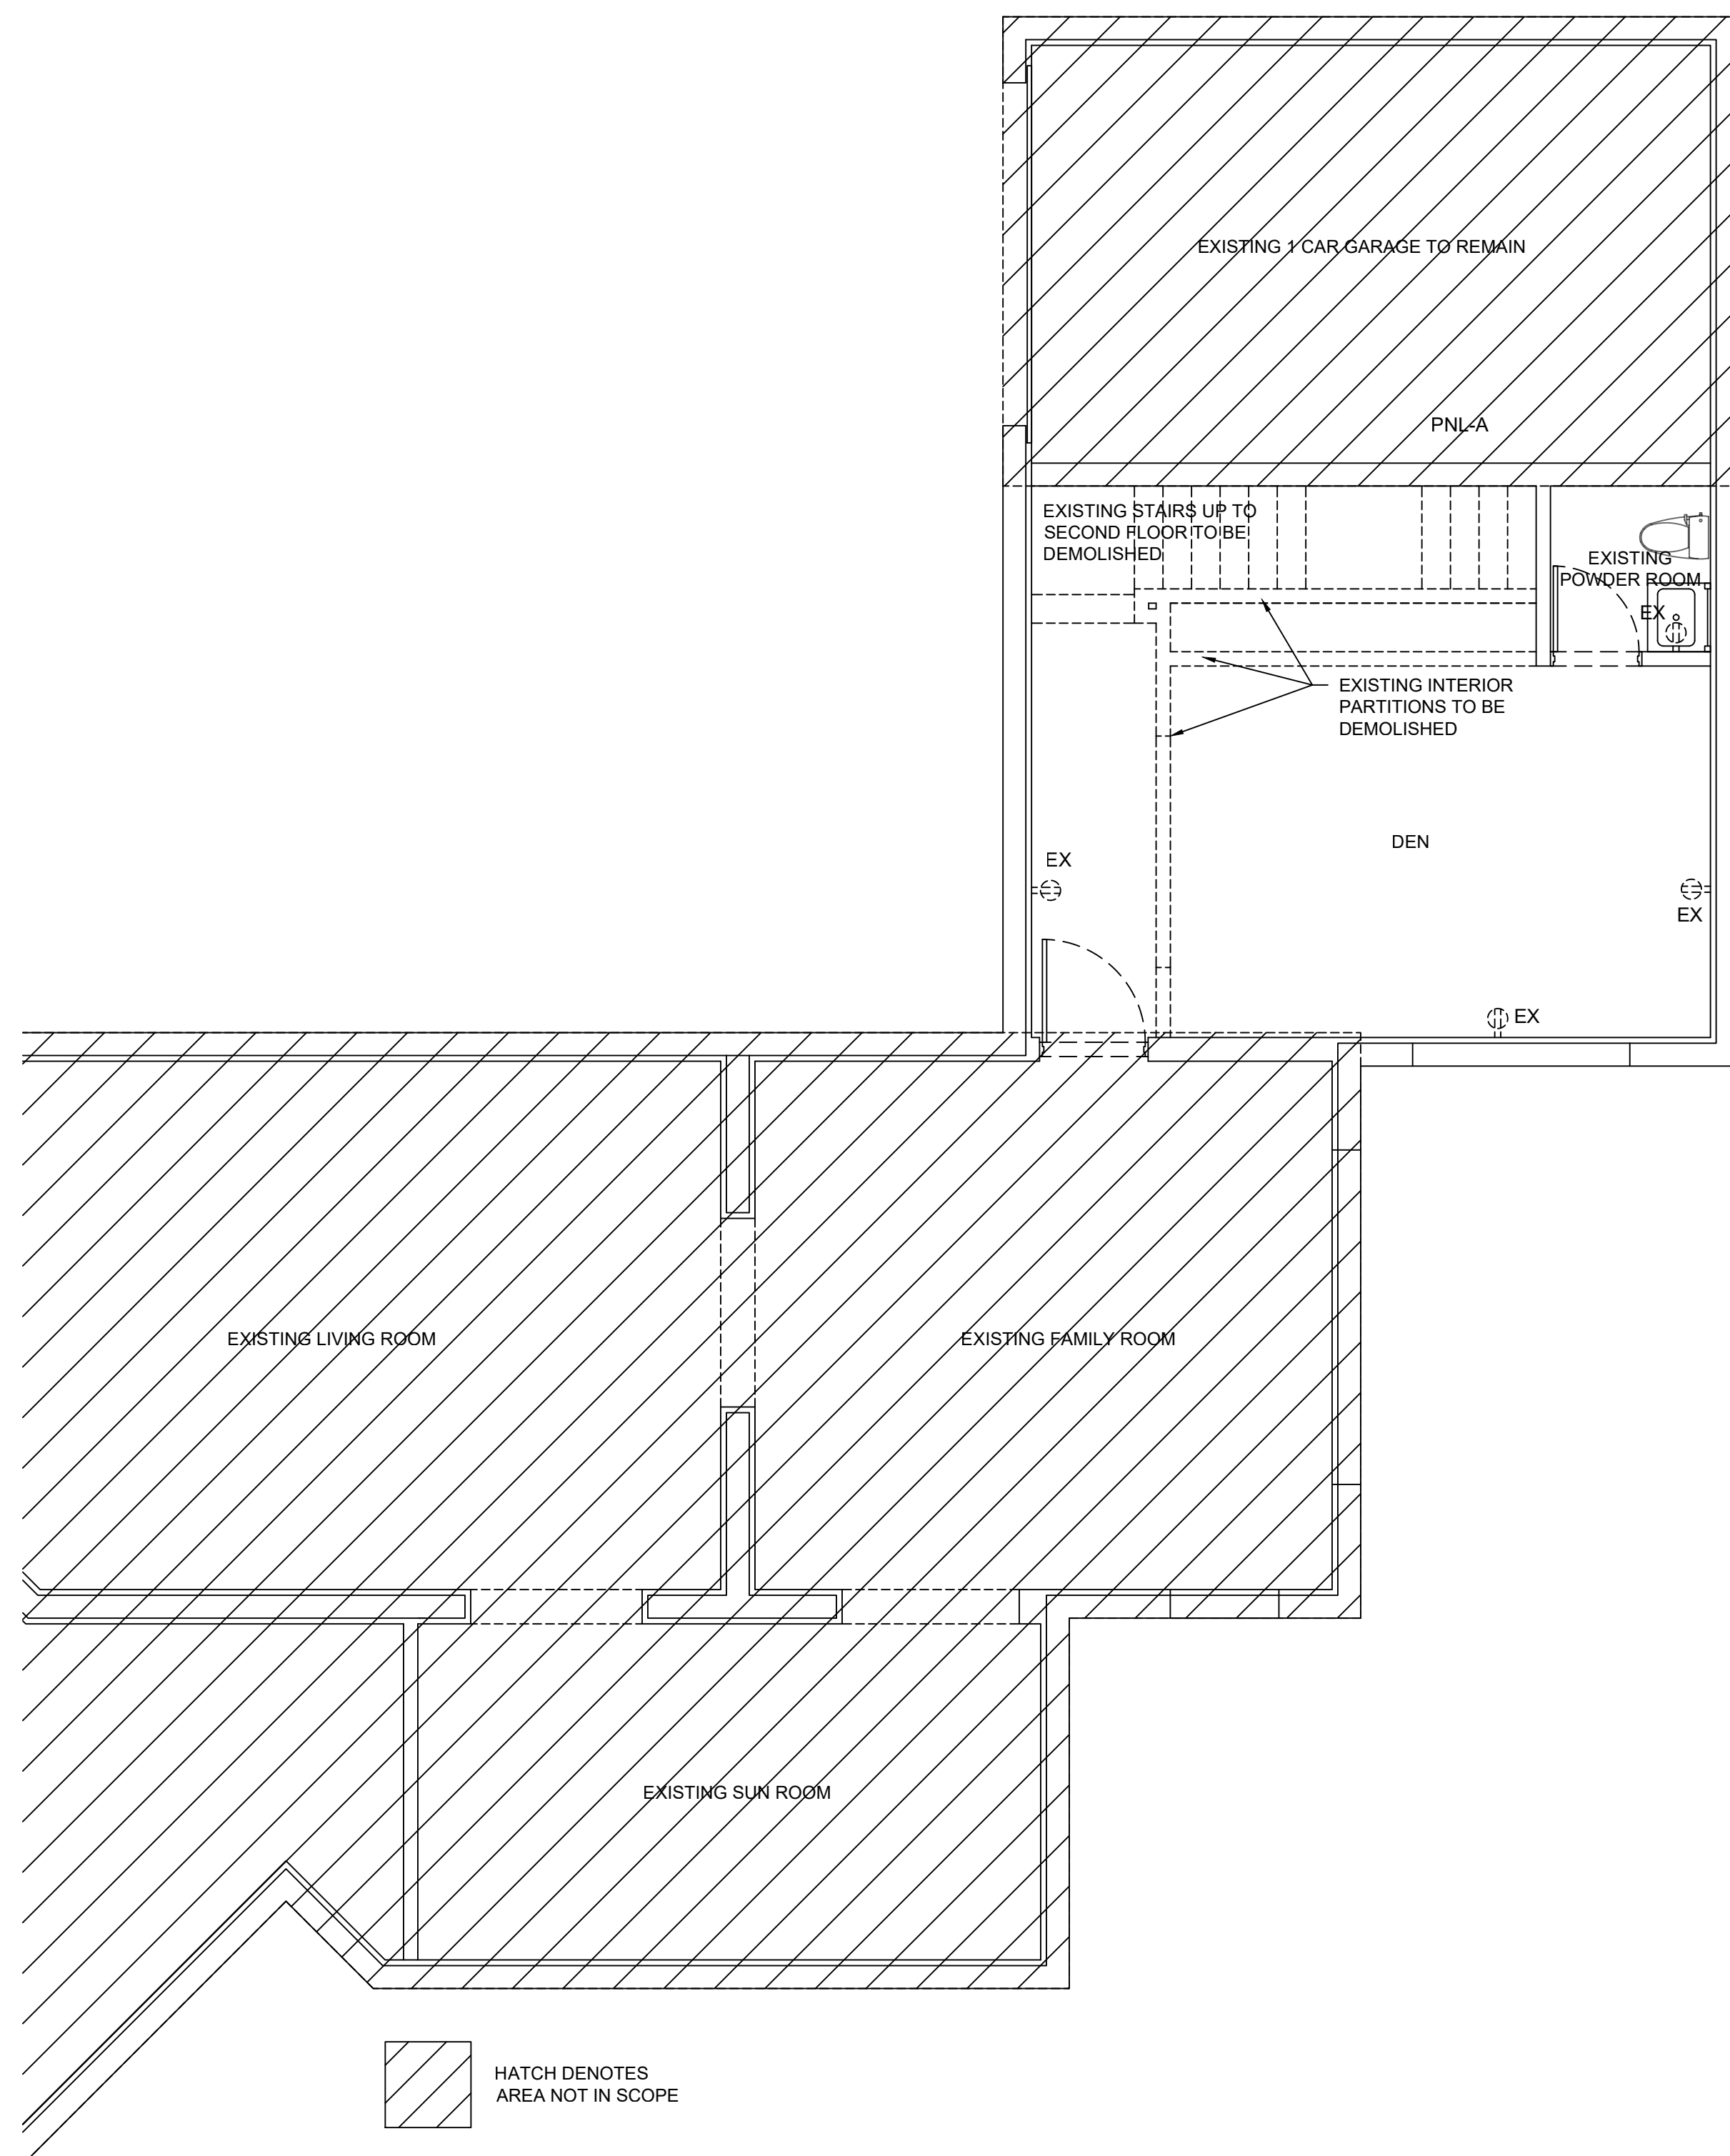 EXISTING 1 CAR GARAGE TO REMAIN
PNL-A
EXISTING STAIRS UP TO
SECOND FLOOR TO BE
DEMOLISHED
EXISTING
POWDER ROOM
EX
EXISTING INTERIOR
PARTITIONS TO BE
DEMOLISHED
DEN
EX
EX
EX
EXISTING LIVING ROOM
EXISTING FAMILY ROOM
EXISTING SUN ROOM
HATCH DENOTES
AREA NOT IN SCOPE